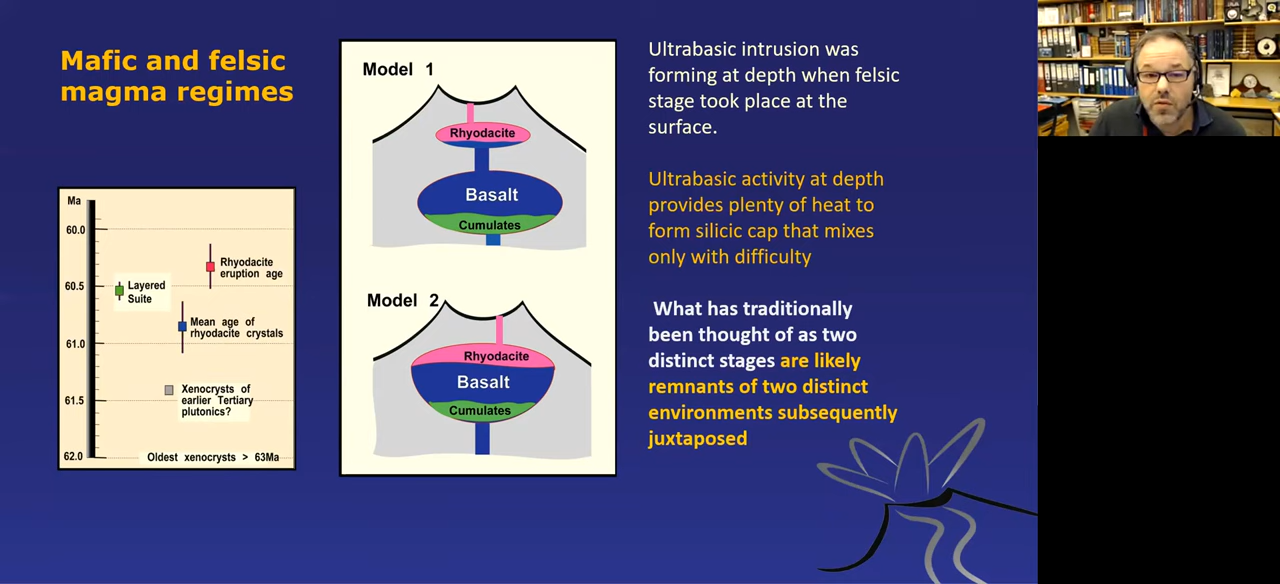 Mafic and felsic
magma regimes
Ma
60.0
60.5
61.0
61.5
62.0
Rhyodacite
eruption age
Layered
Suite
Mean age of
rhyodacite crystals
Xenocrysts of
earlier Tertiary
plutonics?
Oldest xenocrysts > 63Ma
Model 1
Rhyodacite
Basalt
Cumulates
Model 2
Rhyodacite
Basalt
Cumulates
Ultrabasic intrusion was
forming at depth when felsic
stage took place at the
surface.
Ultrabasic activity at depth
provides plenty of heat to
form silicic cap that mixes
only with difficulty
What has traditionally
been thought of as two
distinct stages are likely
remnants of two distinct
environments subsequently
juxtaposed